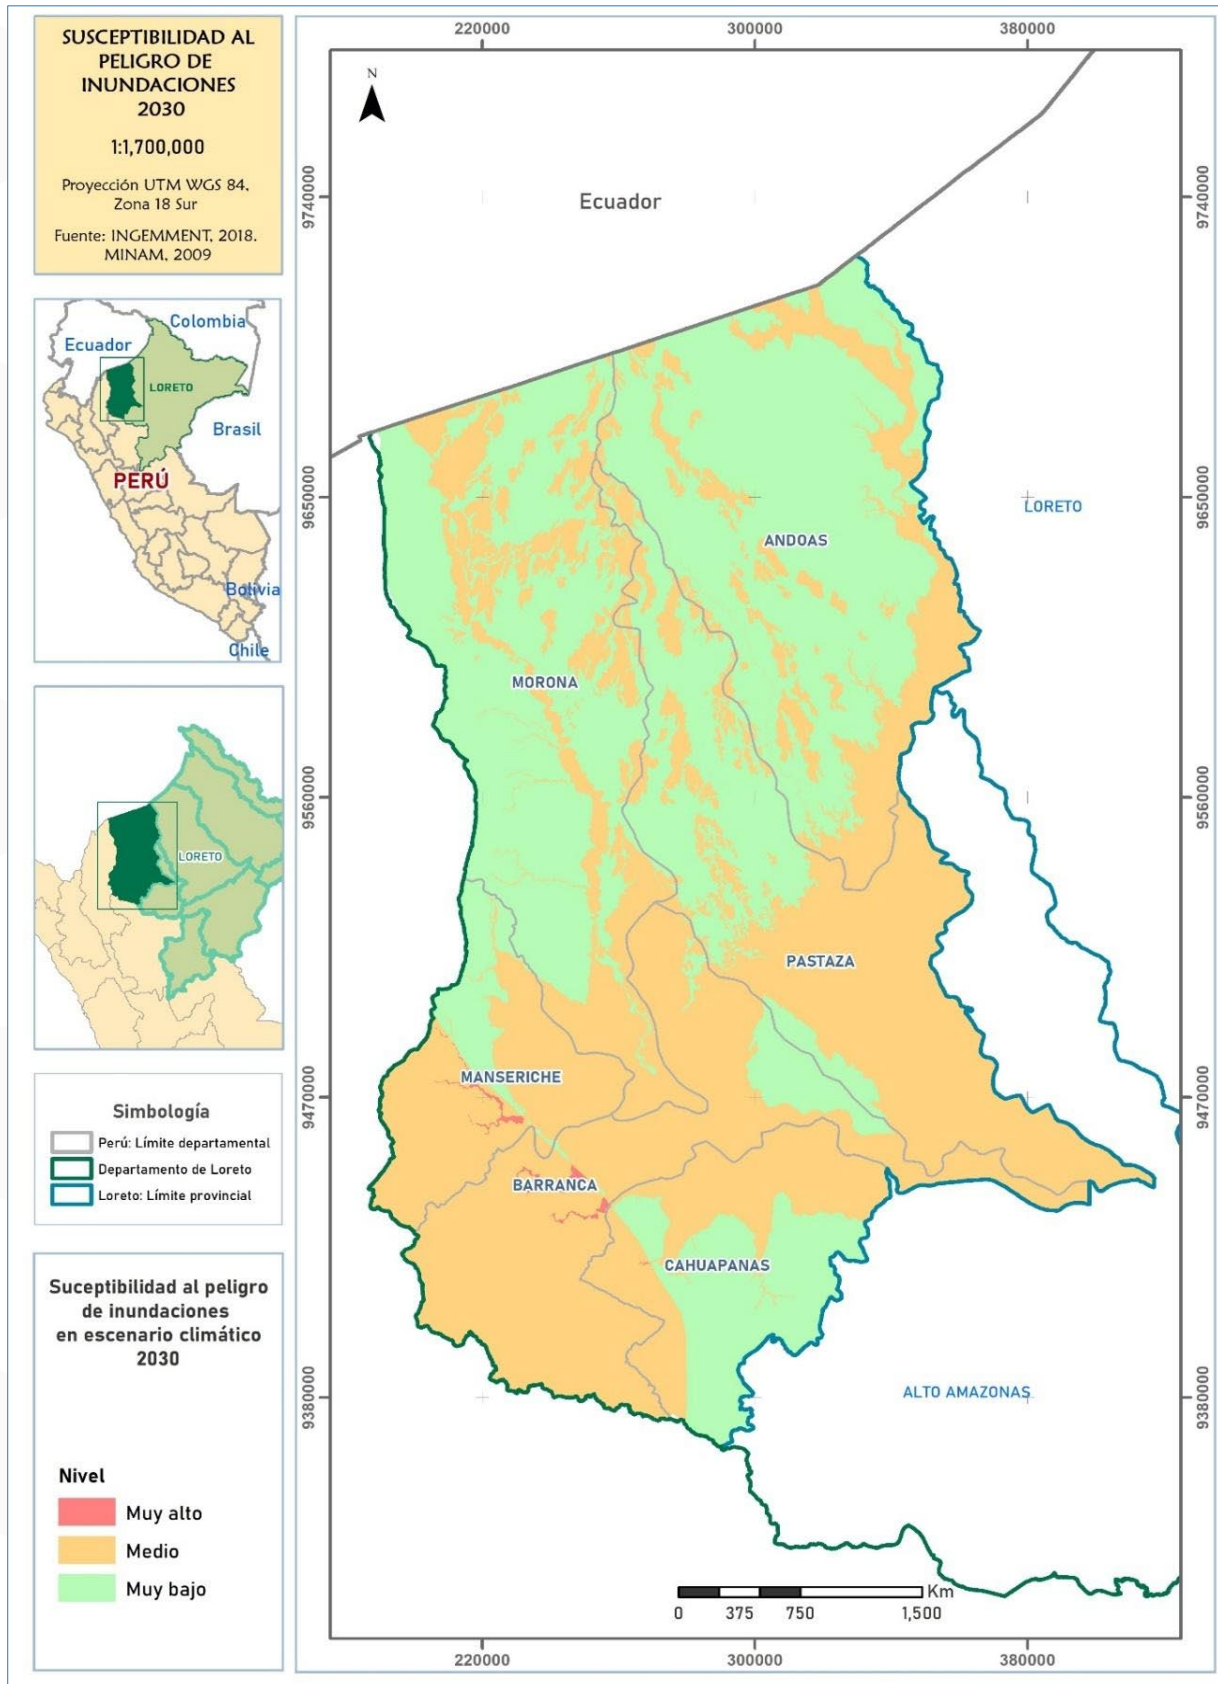 SUSCEPTIBILIDAD AL
PELIGRO DE
INUNDACIONES
2030
1:1,700,000
Proyección UTM WGS 84,
Zona 18 Sur
Fuente: INGEMMENT, 2018.
MINAM, 2009
Colombia
Ecuador
LORETO
Brasil
PERÚ
Bolivia
Chile
LORETO
Simbología
Perú: Límite departamental
Departamento de Loreto
Loreto: Límite provincial
Suceptibilidad al peligro
de inundaciones
en escenario climático
2030
Nivel
Muy alto
Medio
Muy bajo
220000
300000
380000
N
Ecuador
9740000
9740000
9650000
9650000
LORETO
ANDOAS
MORONA
9560000
9560000
PASTAZA
MANSERICHE
9470000
9470000
BARRANCA
CAHUAPANAS
9380000
9380000
ALTO AMAZONAS
Km
0
375
750
1,500
220000
300000
380000